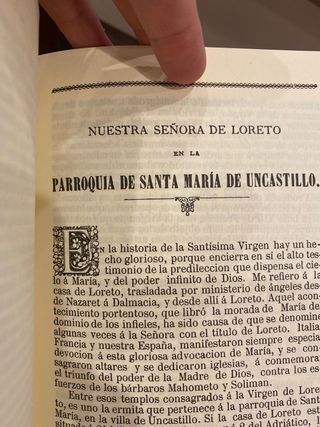 NUESTRA SEÑORA DE LORETO
EN LA
PARROQUIA DE SANTA MARÍA DE UNCASTILLO.
EN la historia de la Santísima Virgen hay un he-
cho glorioso, porque encierra en sí el alto tes-
timonio de la predileccion que dispensa el cie-
lo á María, y del poder infinito de Dios. Me refiero á la
casa de Loreto, trasladada por ministerio de ángeles des-
de Nazaret á Dalmacia, y desde allí á Loreto. Aquel acon-
tecimiento portentoso, que libró la morada de María de
dominio de los infieles, ha sido causa de que se denomine
algunas veces á la Señora con el título de Loreto. Italia
Francia y nuestra España, manifestaron siempre especia
devocion á esta gloriosa advocacion de María, y se con-
sagraron altares y se dedicaron iglesias, á conmemora
el triunfo del poder de la Madre de Dios, contra los es-
fuerzos de los bárbaros Mahometo y Soliman.
Entre esos templos consagrados á la Vírgen de Loreto
es uno la ermita que pertenece á la parroquia de Santa
María, en la villa de Uncastillo. Si la casa de Loreto est
del Adriático, l